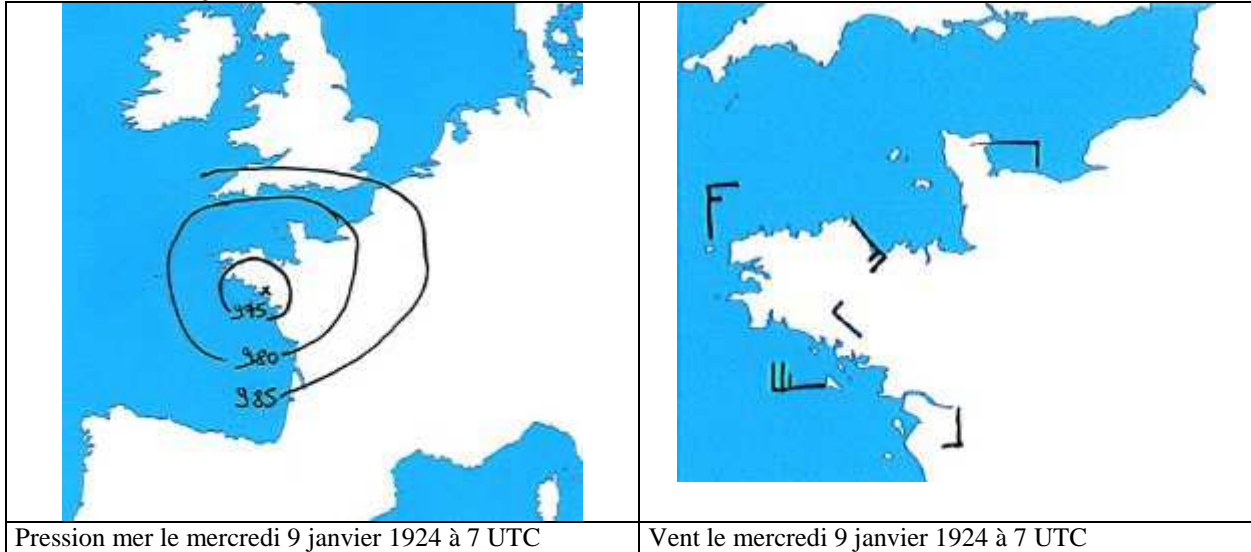 975
980
985
Pression mer le mercredi 9 janvier 1924 à 7 UTC
Vent le mercredi 9 janvier 1924 à 7 UTC